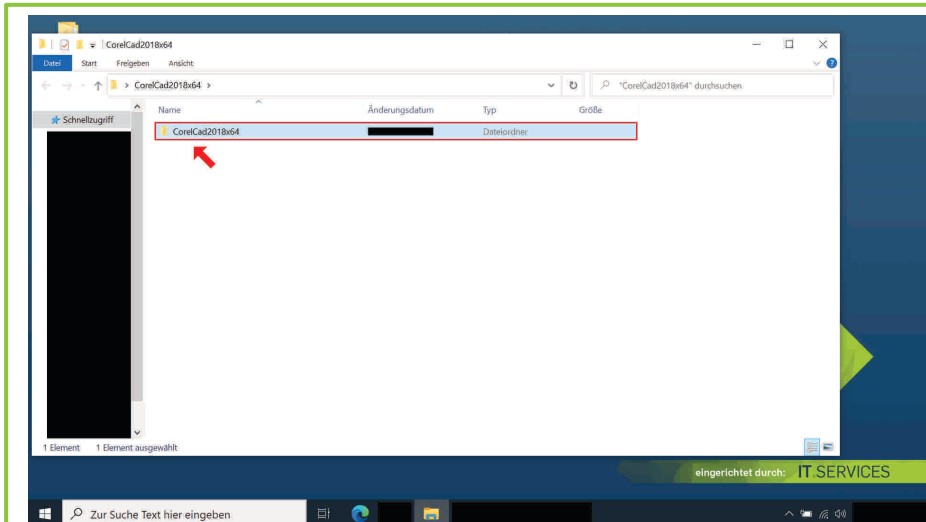 CorelCad2018x64
Datei Start Freigeben Ansicht
CorelCad2018x64
"CorelCad2018x64" durchsuchen
Schnellzugriff
Name Änderungsdatum Typ Größe
CorelCad2018x64 Dateiordner
1 Element 1 Element ausgewählt
eingerichtet durch: IT.SERVICES
Zur Suche Text hier eingeben